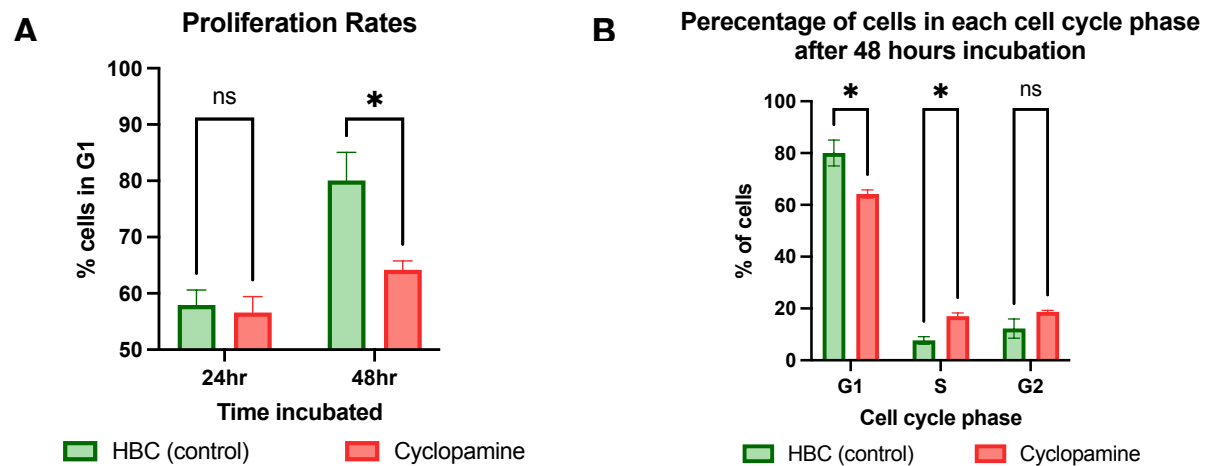 A
Proliferation Rates
% cells in G1
100
90
80
70
60
50
ns
*
24hr
48hr
Time incubated
HBC (control)
Cyclopamine
B
Perecentage of cells in each cell cycle phase
after 48 hours incubation
% of cells
100
80
60
40
20
0
*
*
ns
G1
S
G2
Cell cycle phase
HBC (control)
Cyclopamine